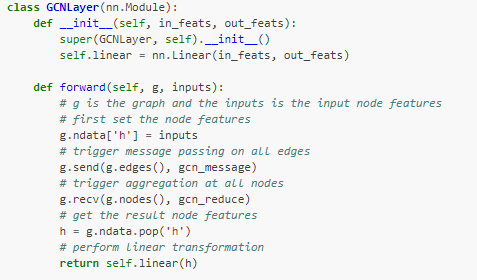 class GCNLayer(nn.Module):
    def __init__(self, in_feats, out_feats):
        super(GCNLayer, self).__init__()
        self.linear = nn.Linear(in_feats, out_feats)

    def forward(self, g, inputs):
        # g is the graph and the inputs is the input node features
        # first set the node features
        g.ndata['h'] = inputs
        # trigger message passing on all edges
        g.send(g.edges(), gcn_message)
        # trigger aggregation at all nodes
        g.recv(g.nodes(), gcn_reduce)
        # get the result node features
        h = g.ndata.pop('h')
        # perform linear transformation
        return self.linear(h)